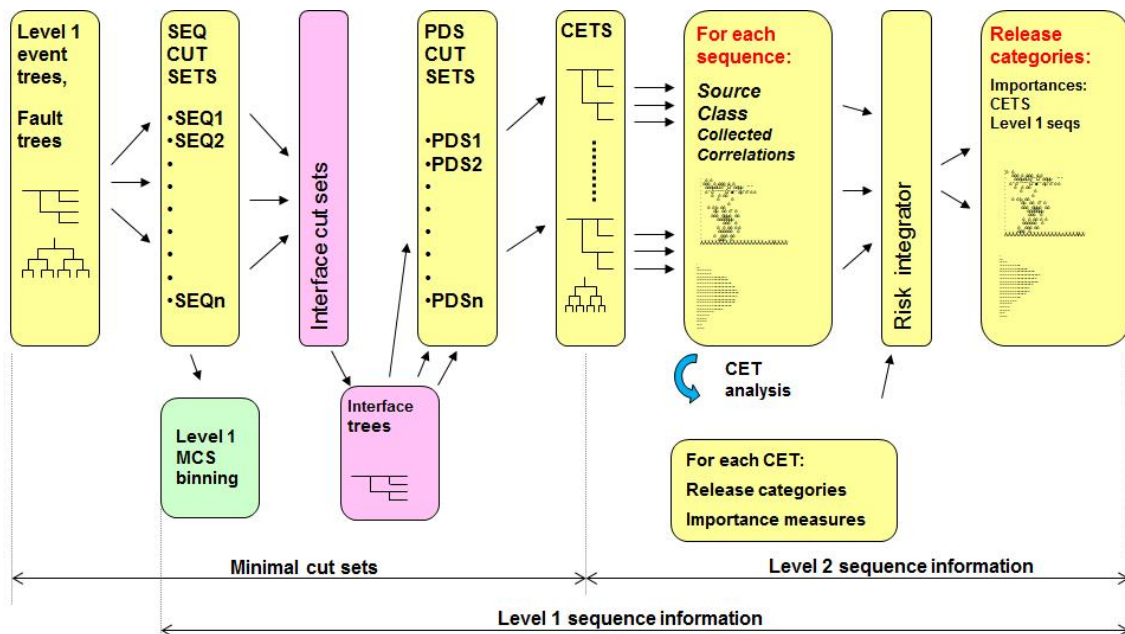 Level 1
event
trees,
Fault
trees
SEQ
CUT
SETS
•SEQ1
•SEQ2
•
•
•
•
•
•
•SEQn
Interface cut sets
PDS
CUT
SETS
•PDS1
•PDS2
•
•
•
•
•
•PDSn
CETS
For each
sequence:
Source
Class
Collected
Correlations
Risk integrator
Release
categories:
Importances:
CETS
Level 1 seqs
CET
analysis
Level 1
MCS
binning
Interface
trees
For each CET:
Release categories
Importance measures
Minimal cut sets
Level 2 sequence information
Level 1 sequence information